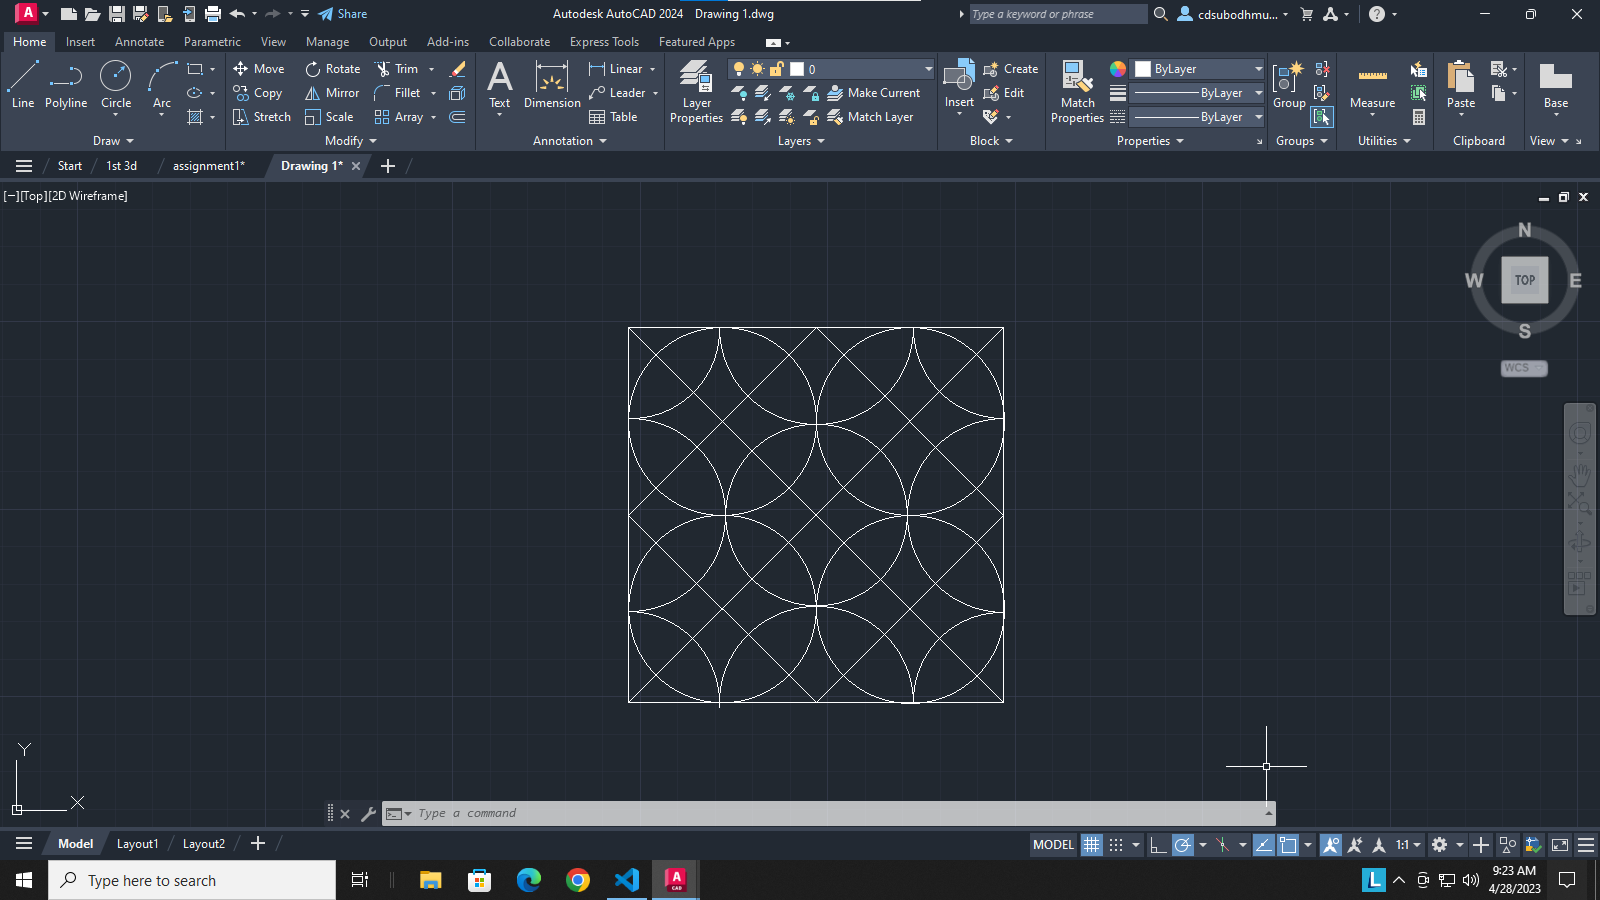 A Share Autodesk AutoCAD 2024 Drawing 1.dwg Type a keyword or phrase cdsubodhmu... ?
Home Insert Annotate Parametric View Manage Output Add-ins Collaborate Express Tools Featured Apps
Line Polyline Circle Arc
Move Rotate Trim
Copy Mirror Fillet
Stretch Scale Array
A Text Dimension
Linear
Leader
Table
Layer Properties
0
Make Current
Match Layer
Insert
Create
Edit
Match Properties
ByLayer
ByLayer
ByLayer
Group
Measure
Paste
Base
Draw Modify Annotation Layers Block Properties Groups Utilities Clipboard View
Start 1st 3d assignment1* Drawing 1*
[−][Top][2D Wireframe]
N
W TOP E
S
WCS
Y
X
Type a command
Model Layout1 Layout2 MODEL 1:1
Type here to search
A CAD
L
9:23 AM
4/28/2023